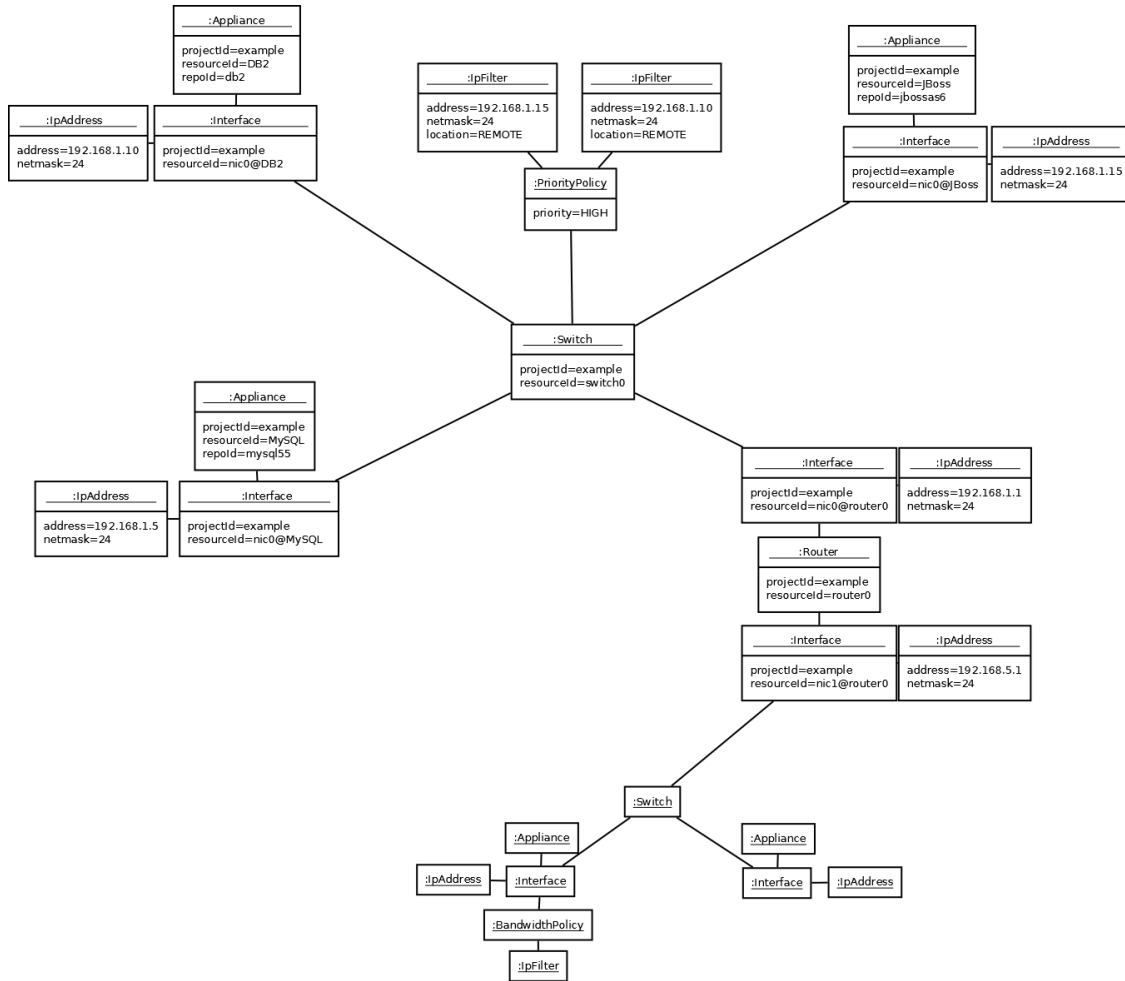 :Appliance
projectId=example
resourceId=DB2
repoId=db2
:IpAddress
address=192.168.1.10
netmask=24
:Interface
projectId=example
resourceId=nic0@DB2
:IpFilter
address=192.168.1.15
netmask=24
location=REMOTE
:IpFilter
address=192.168.1.10
netmask=24
location=REMOTE
:PriorityPolicy
priority=HIGH
:Appliance
projectId=example
resourceId=JBoss
repoId=jbossas6
:Interface
projectId=example
resourceId=nic0@JBoss
:IpAddress
address=192.168.1.15
netmask=24
:Switch
projectId=example
resourceId=switch0
:Appliance
projectId=example
resourceId=MySQL
repoId=mysql55
:IpAddress
address=192.168.1.5
netmask=24
:Interface
projectId=example
resourceId=nic0@MySQL
:Interface
projectId=example
resourceId=nic0@router0
:IpAddress
address=192.168.1.1
netmask=24
:Router
projectId=example
resourceId=router0
:Interface
projectId=example
resourceId=nic1@router0
:IpAddress
address=192.168.5.1
netmask=24
:Switch
:Appliance
:IpAddress
:Interface
:BandwidthPolicy
:IpFilter
:Appliance
:Interface
:IpAddress